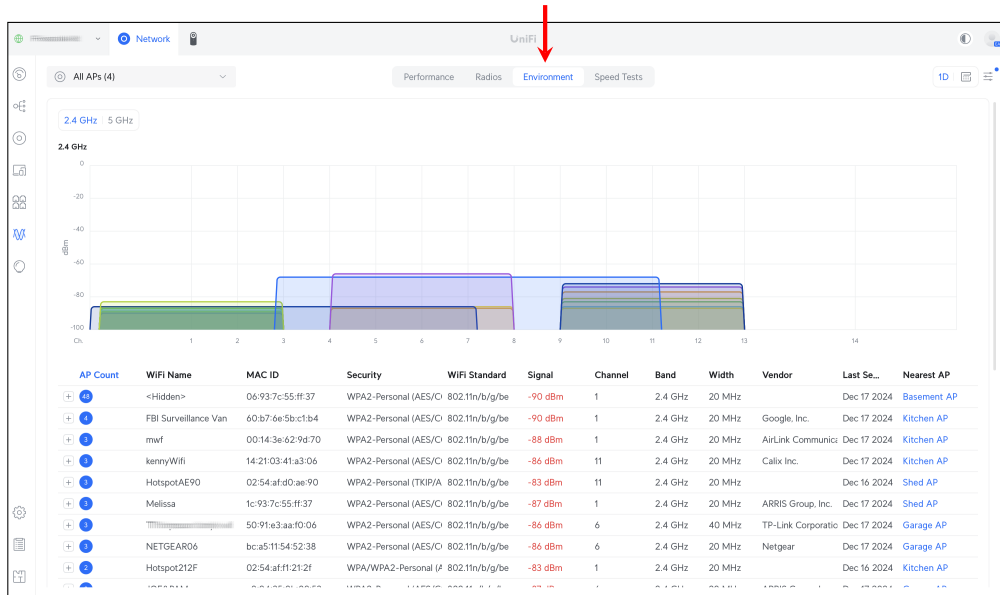 Network
UniFi
All APs (4)
Performance Radios Environment Speed Tests
1D
2.4 GHz 5 GHz
2.4 GHz
0
-20
-40
dBm
-60
-80
-100
Ch. 1 2 3 4 5 6 7 8 9 10 11 12 13 14
AP Count WiFi Name MAC ID Security WiFi Standard Signal Channel Band Width Vendor Last Se... Nearest AP
48 <Hidden> 06:93:7c:55:ff:37 WPA2-Personal (AES/C 802.11n/b/g/be -90 dBm 1 2.4 GHz 20 MHz Dec 17 2024 Basement AP
4 FBI Surveillance Van 60:b7:6e:5b:c1:b4 WPA2-Personal (AES/C 802.11n/b/g/be -90 dBm 1 2.4 GHz 20 MHz Google, Inc. Dec 17 2024 Kitchen AP
3 mwf 00:14:3e:62:9d:70 WPA2-Personal (AES/C 802.11n/b/g/be -88 dBm 1 2.4 GHz 20 MHz AirLink Communica Dec 17 2024 Kitchen AP
3 kennyWifi 14:21:03:41:a3:06 WPA2-Personal (AES/C 802.11n/b/g/be -86 dBm 11 2.4 GHz 20 MHz Calix Inc. Dec 17 2024 Kitchen AP
3 HotspotAE90 02:54:af:d0:ae:90 WPA2-Personal (TKIP/A 802.11n/b/g/be -83 dBm 11 2.4 GHz 20 MHz Dec 16 2024 Shed AP
3 Melissa 1c:93:7c:55:ff:37 WPA2-Personal (AES/C 802.11n/b/g/be -87 dBm 1 2.4 GHz 20 MHz ARRIS Group, Inc. Dec 17 2024 Shed AP
3 50:91:e3:aa:f0:06 WPA2-Personal (AES/C 802.11n/b/g/be -86 dBm 6 2.4 GHz 40 MHz TP-Link Corporatio Dec 17 2024 Garage AP
3 NETGEAR06 bc:a5:11:54:52:38 WPA2-Personal (AES/C 802.11n/b/g/be -86 dBm 6 2.4 GHz 20 MHz Netgear Dec 17 2024 Garage AP
2 Hotspot212F 02:54:af:f1:21:2f WPA/WPA2-Personal (A 802.11n/b/g/be -83 dBm 1 2.4 GHz 20 MHz Dec 16 2024 Kitchen AP